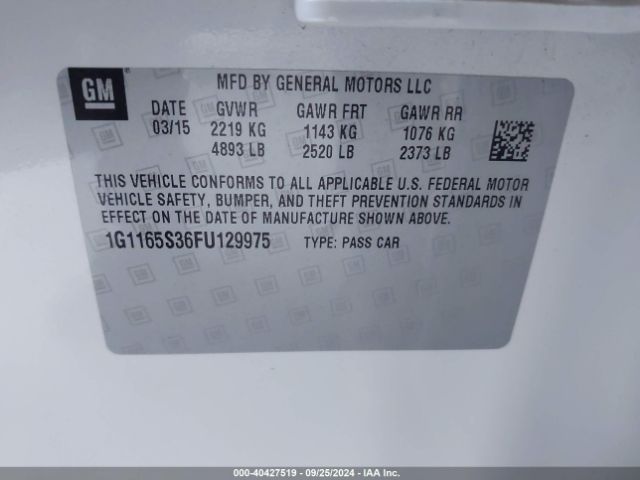 GM
MFD BY GENERAL MOTORS LLC
DATE GVWR GAWR FRT GAWR RR
03/15 2219 KG 1143 KG 1076 KG
4893 LB 2520 LB 2373 LB
THIS VEHICLE CONFORMS TO ALL APPLICABLE U.S. FEDERAL MOTOR
VEHICLE SAFETY, BUMPER, AND THEFT PREVENTION STANDARDS IN
EFFECT ON THE DATE OF MANUFACTURE SHOWN ABOVE.
1G1165S36FU129975 TYPE: PASS CAR
000-40427519 - 09/25/2024 - IAA Inc.